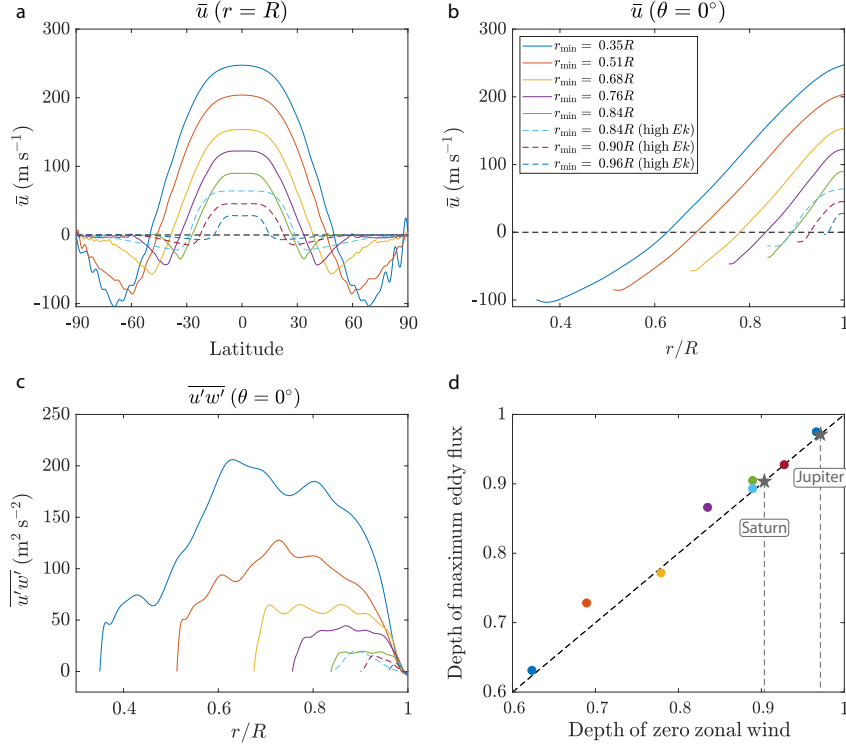 a
ū (r = R)
300
250
200
150
100
50
0
-100
ū (m s⁻¹)
-90
-60
-30
0
30
60
90
Latitude
b
ū (θ = 0°)
r_min = 0.35R
r_min = 0.51R
r_min = 0.68R
r_min = 0.76R
r_min = 0.84R
r_min = 0.84R (high Ek)
r_min = 0.90R (high Ek)
r_min = 0.96R (high Ek)
300
200
100
0
-100
ū (m s⁻¹)
0.4
0.6
0.8
1
r/R
c
u′w′ (θ = 0°)
250
200
150
100
50
0
u′w′ (m² s⁻²)
0.4
0.6
0.8
1
r/R
d
1
0.9
0.8
0.7
0.6
Depth of maximum eddy flux
Jupiter
Saturn
0.6
0.7
0.8
0.9
1
Depth of zero zonal wind